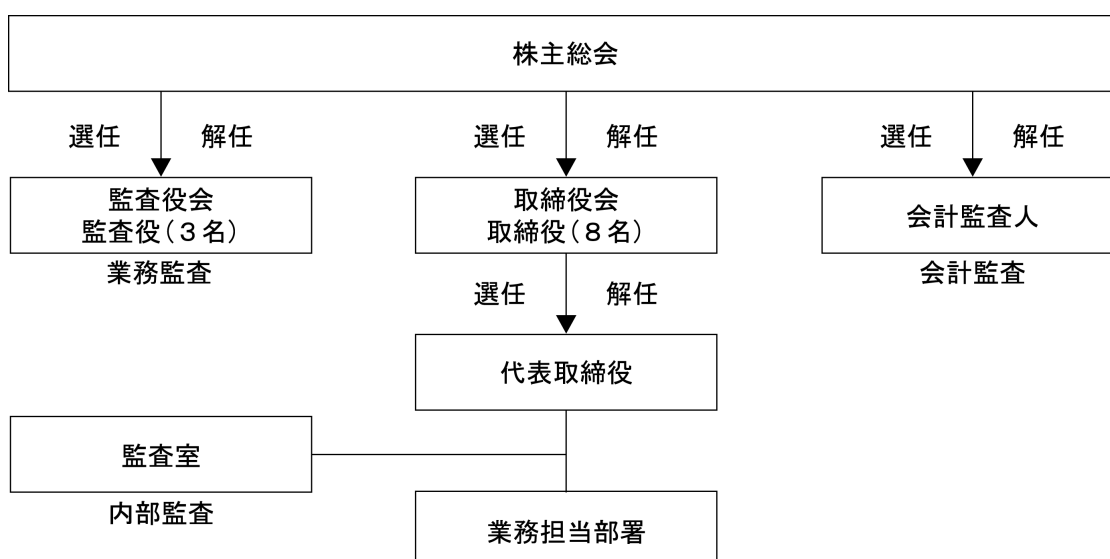 株主総会
選任
解任
選任
解任
選任
解任
監査役会
監査役(3名)
業務監査
取締役会
取締役(8名)
会計監査人
会計監査
選任
解任
代表取締役
監査室
内部監査
業務担当部署